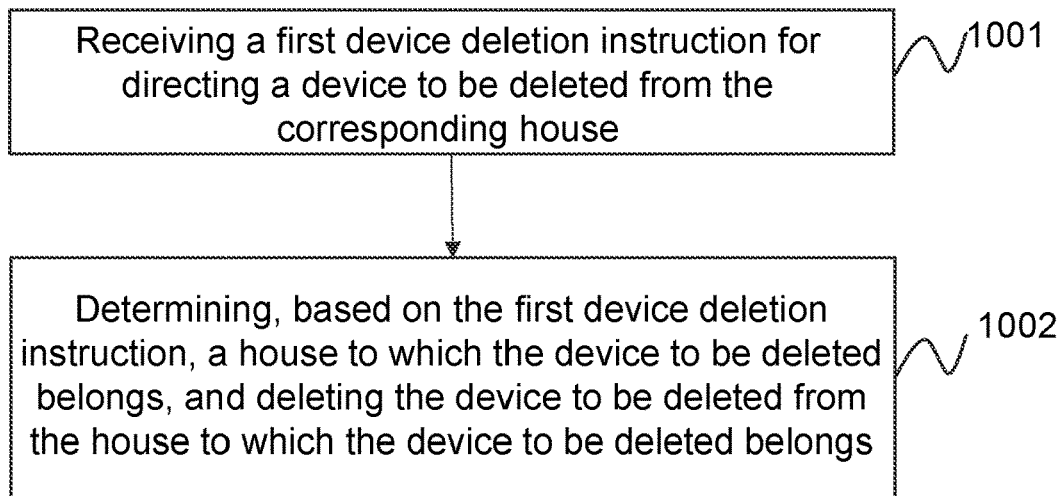 Receiving a first device deletion instruction for
directing a device to be deleted from the
corresponding house
1001
Determining, based on the first device deletion
instruction, a house to which the device to be deleted
belongs, and deleting the device to be deleted from
the house to which the device to be deleted belongs
1002